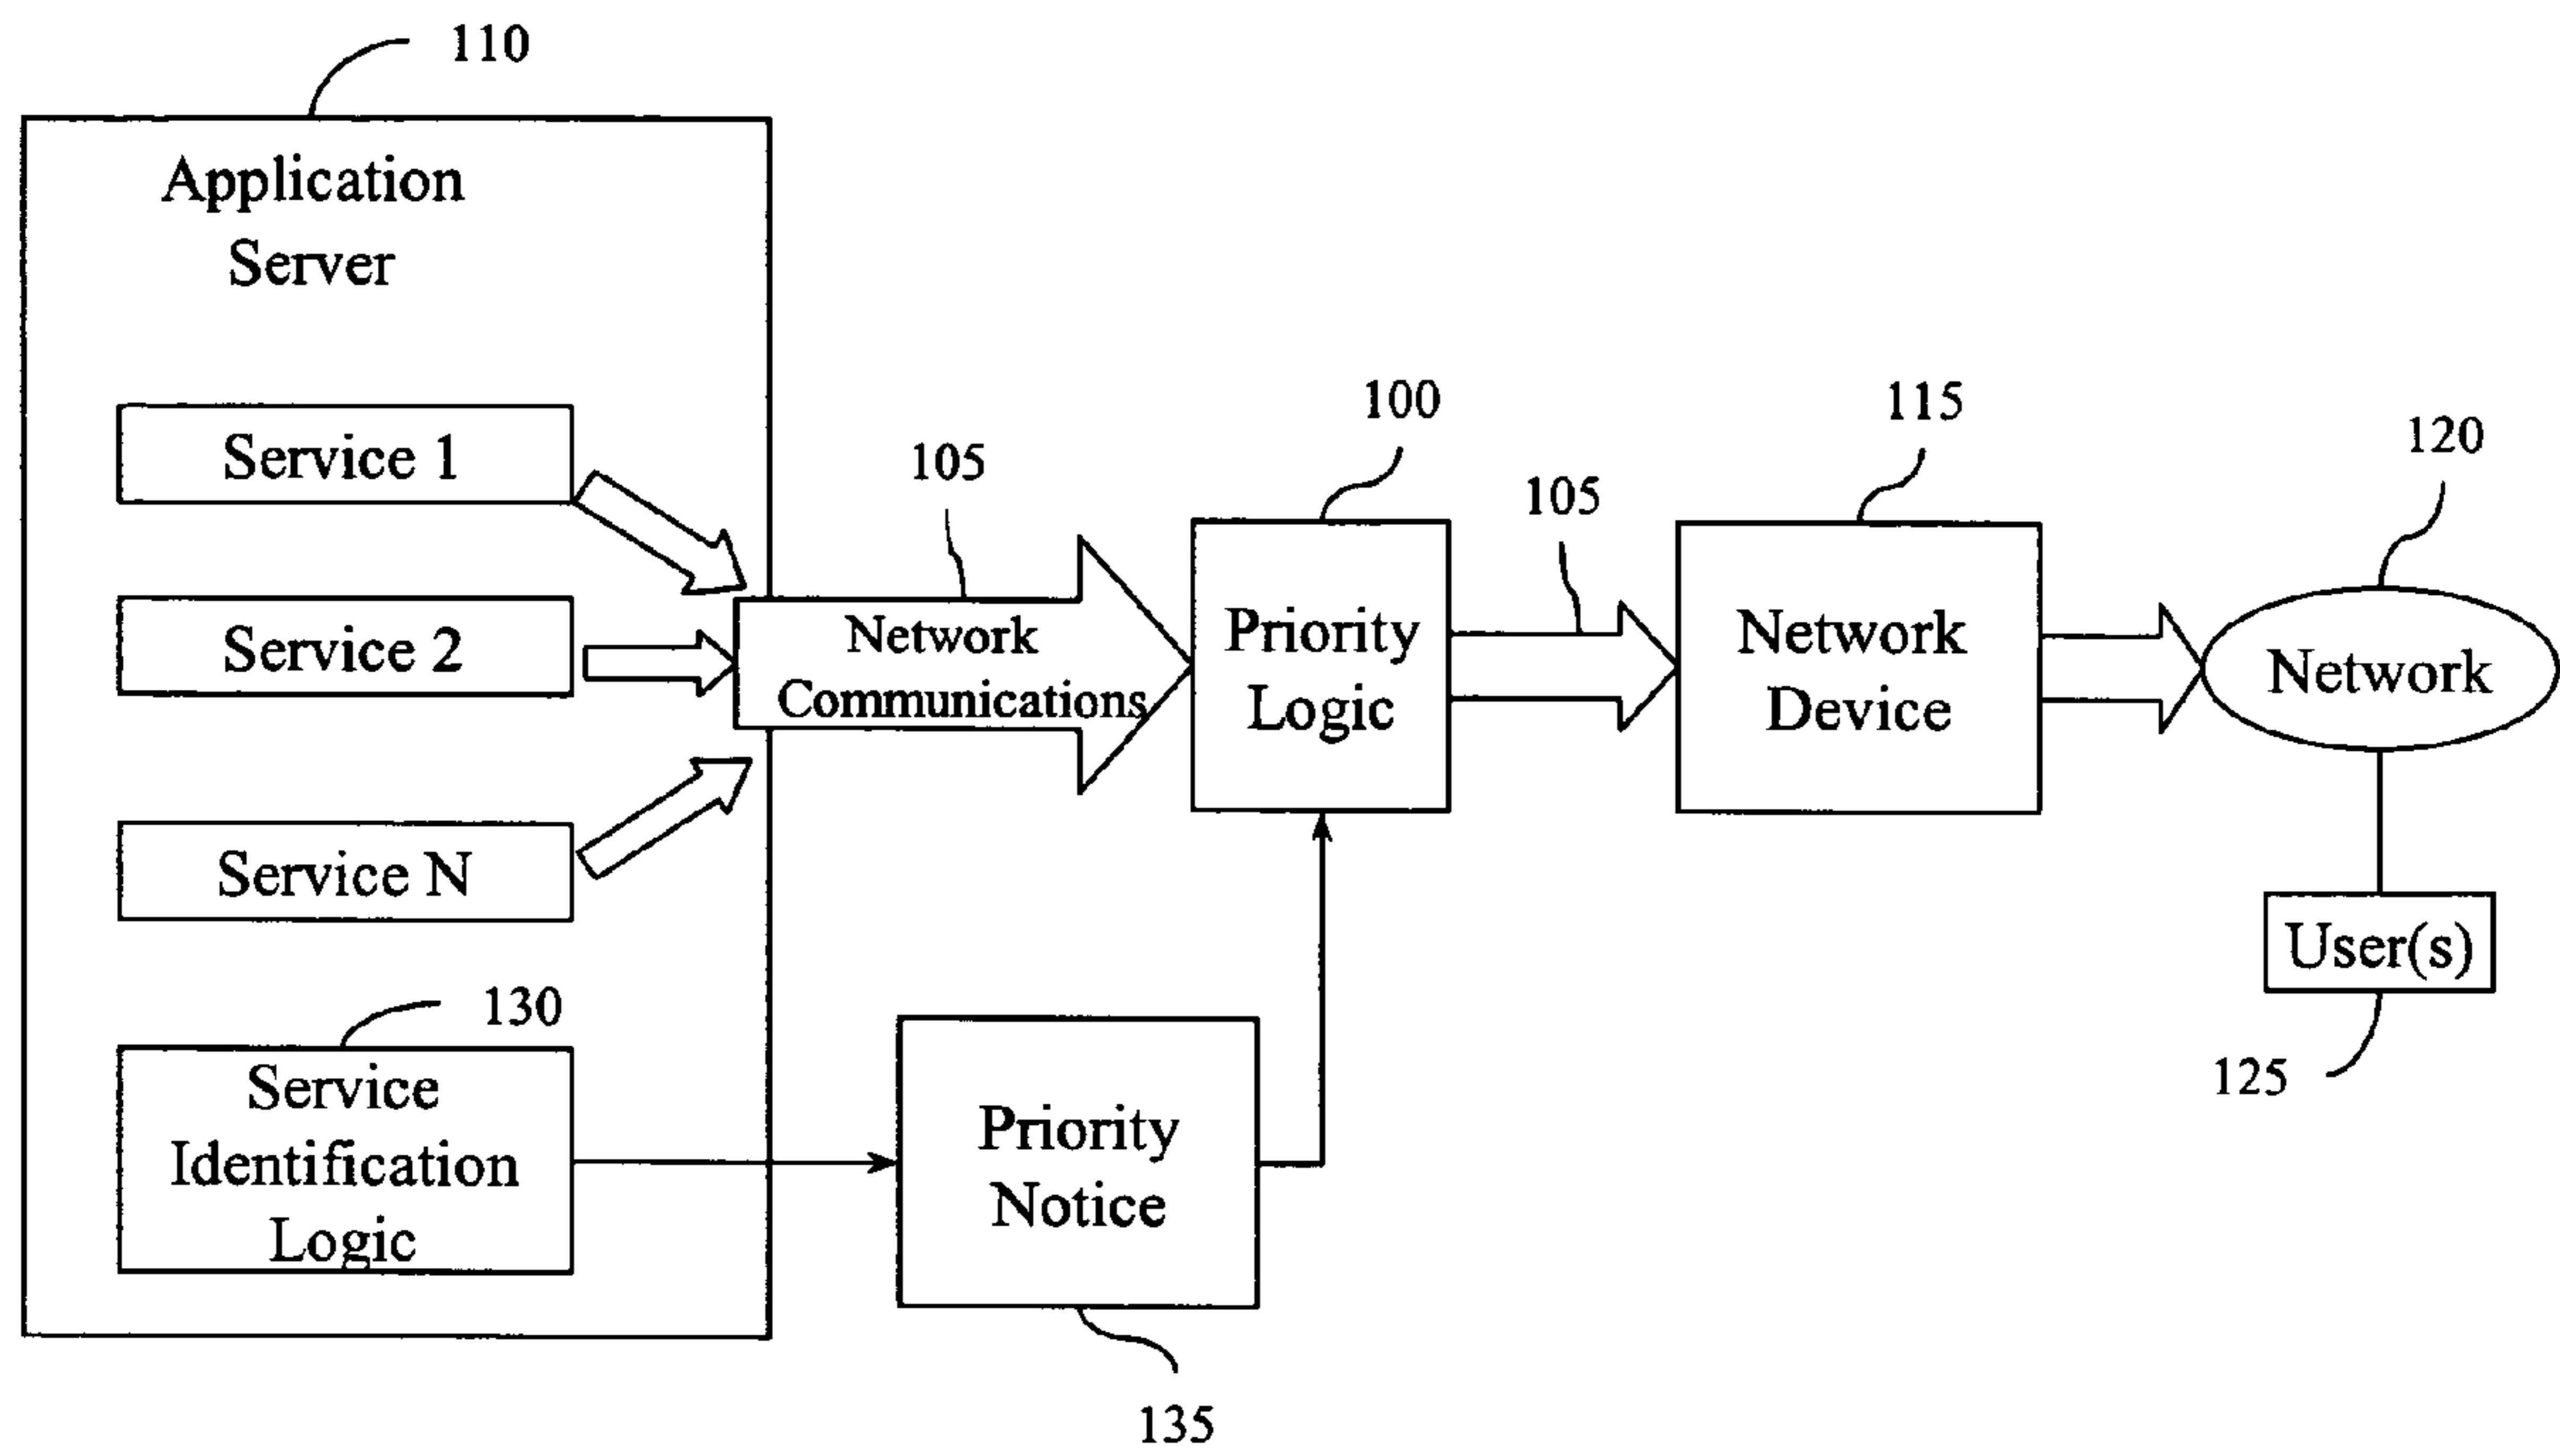 110
Application
Server
Service 1
Service 2
Service N
130
Service
Identification
Logic
105
Network
Communications
100
Priority
Logic
105
115
Network
Device
120
Network
User(s)
125
Priority
Notice
135